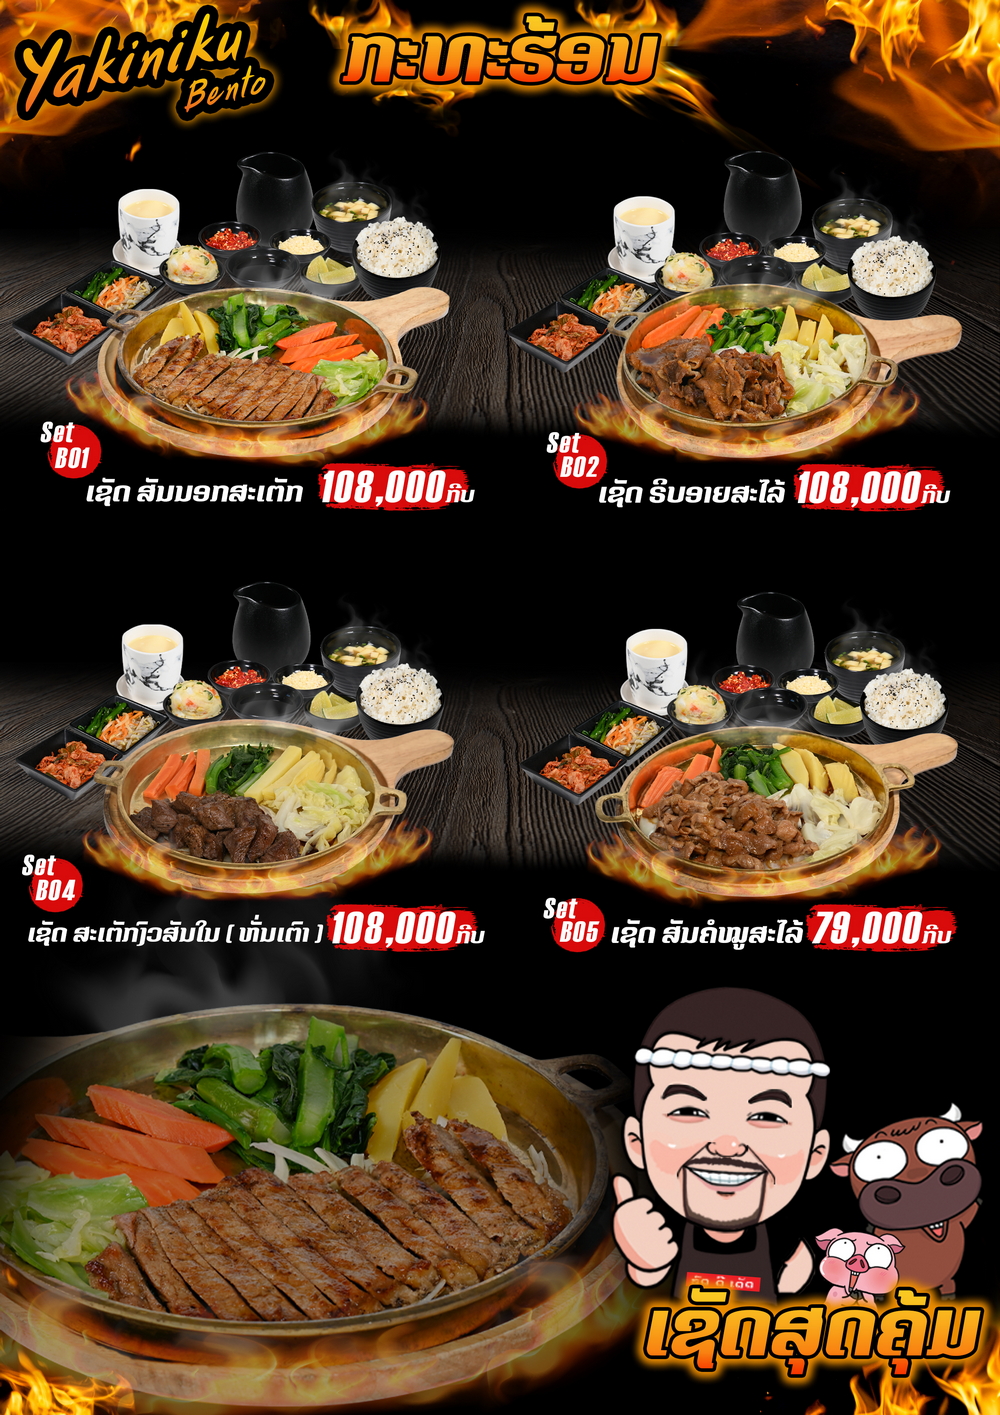 Yakiniku
Bento
ກະທະຮ້ອນ
Set
B01
ເຊັດ ສັນນອກສະເຕັກ 108,000ກີບ
Set
B02
ເຊັດ ຣິບອາຍສະໄລ້ 108,000ກີບ
Set
B04
ເຊັດ ສະເຕັກງົວສັນໃນ ( ຫັ່ນເຕົາ ) 108,000ກີບ
Set
B05
ເຊັດ ສັນຄໍໝູສະໄລ້ 79,000ກີບ
ເຊັດສຸດຄຸ້ມ